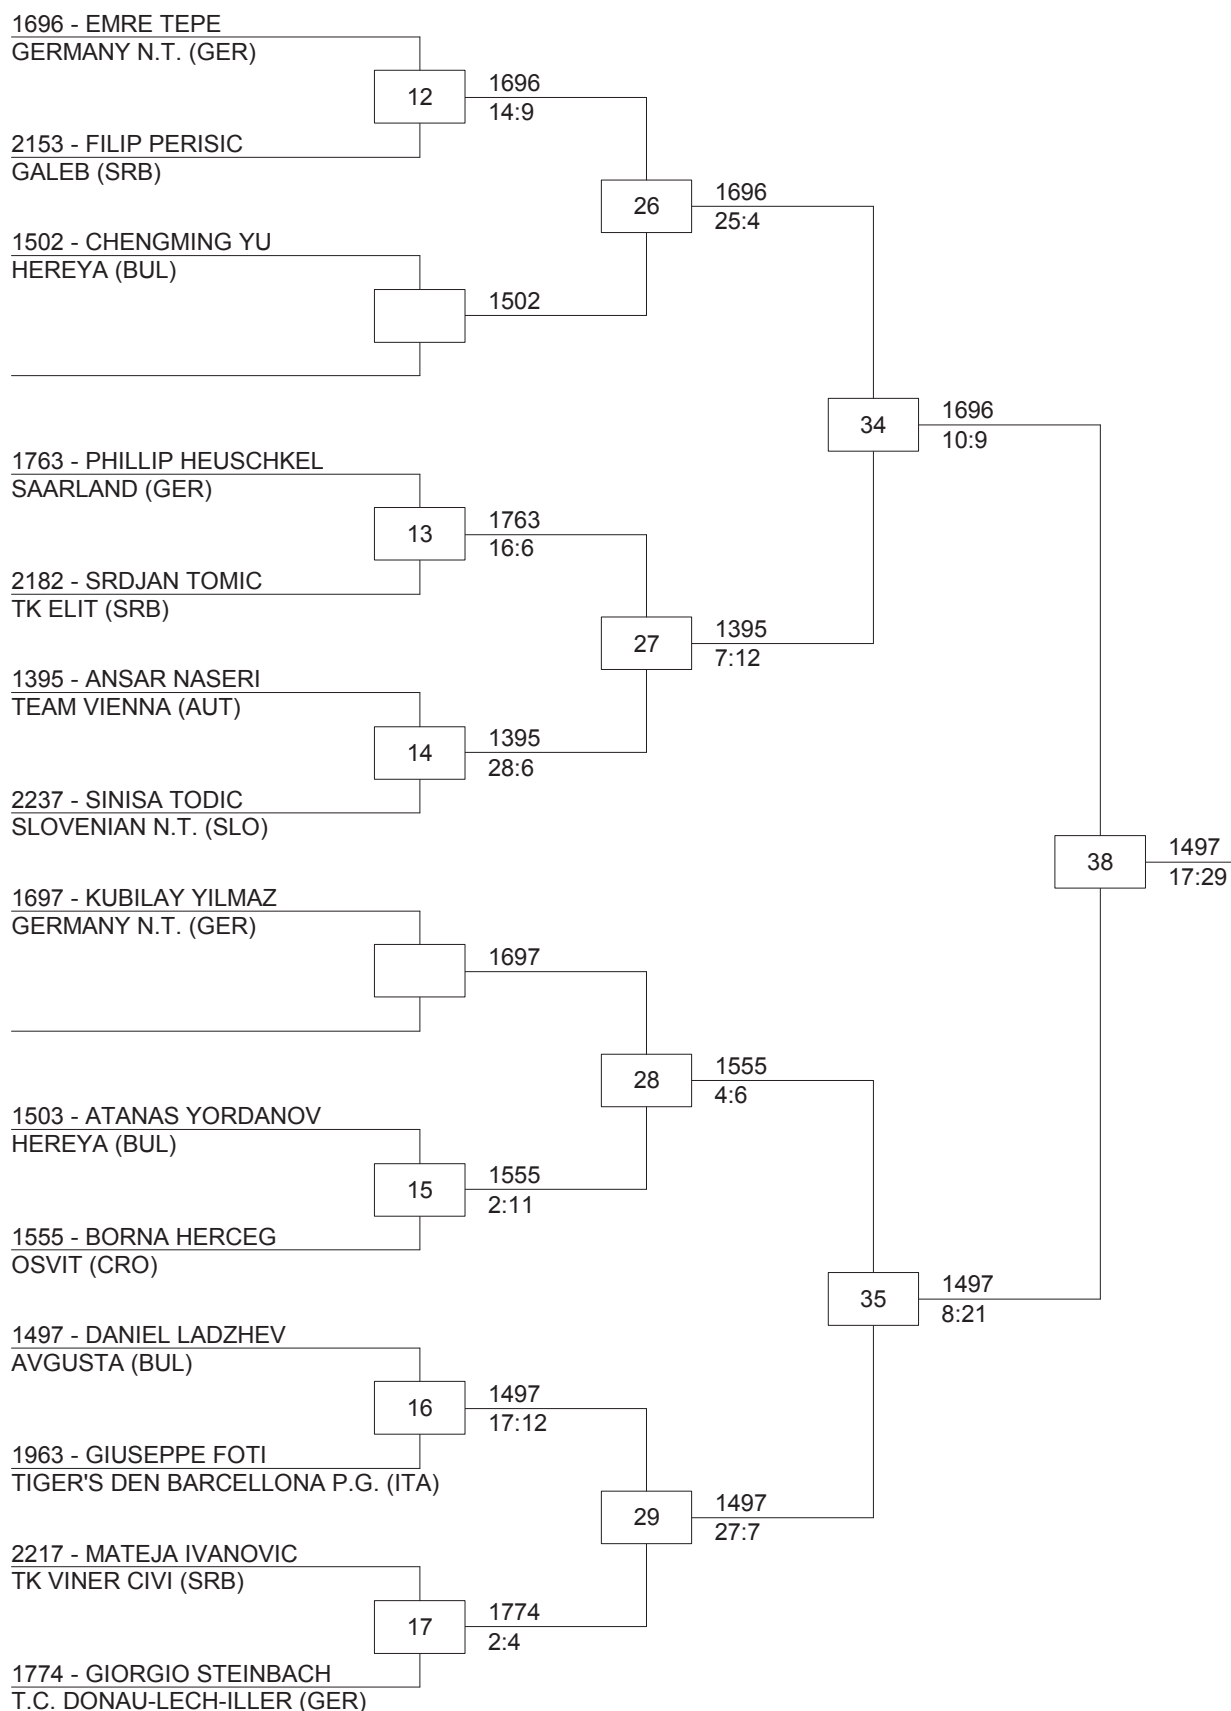 1696 - EMRE TEPE
GERMANY N.T. (GER)
12
1696
14:9
2153 - FILIP PERISIC
GALEB (SRB)
26
1696
25:4
1502 - CHENGMING YU
HEREYA (BUL)
1502
34
1696
10:9
1763 - PHILLIP HEUSCHKEL
SAARLAND (GER)
13
1763
16:6
2182 - SRDJAN TOMIC
TK ELIT (SRB)
27
1395
7:12
1395 - ANSAR NASERI
TEAM VIENNA (AUT)
14
1395
28:6
2237 - SINISA TODIC
SLOVENIAN N.T. (SLO)
38
1497
17:29
1697 - KUBILAY YILMAZ
GERMANY N.T. (GER)
1697
28
1555
4:6
1503 - ATANAS YORDANOV
HEREYA (BUL)
15
1555
2:11
1555 - BORNA HERCEG
OSVIT (CRO)
35
1497
8:21
1497 - DANIEL LADZHEV
AVGUSTA (BUL)
16
1497
17:12
1963 - GIUSEPPE FOTI
TIGER'S DEN BARCELLONA P.G. (ITA)
29
1497
27:7
2217 - MATEJA IVANOVIC
TK VINER CIVI (SRB)
17
1774
2:4
1774 - GIORGIO STEINBACH
T.C. DONAU-LECH-ILLER (GER)